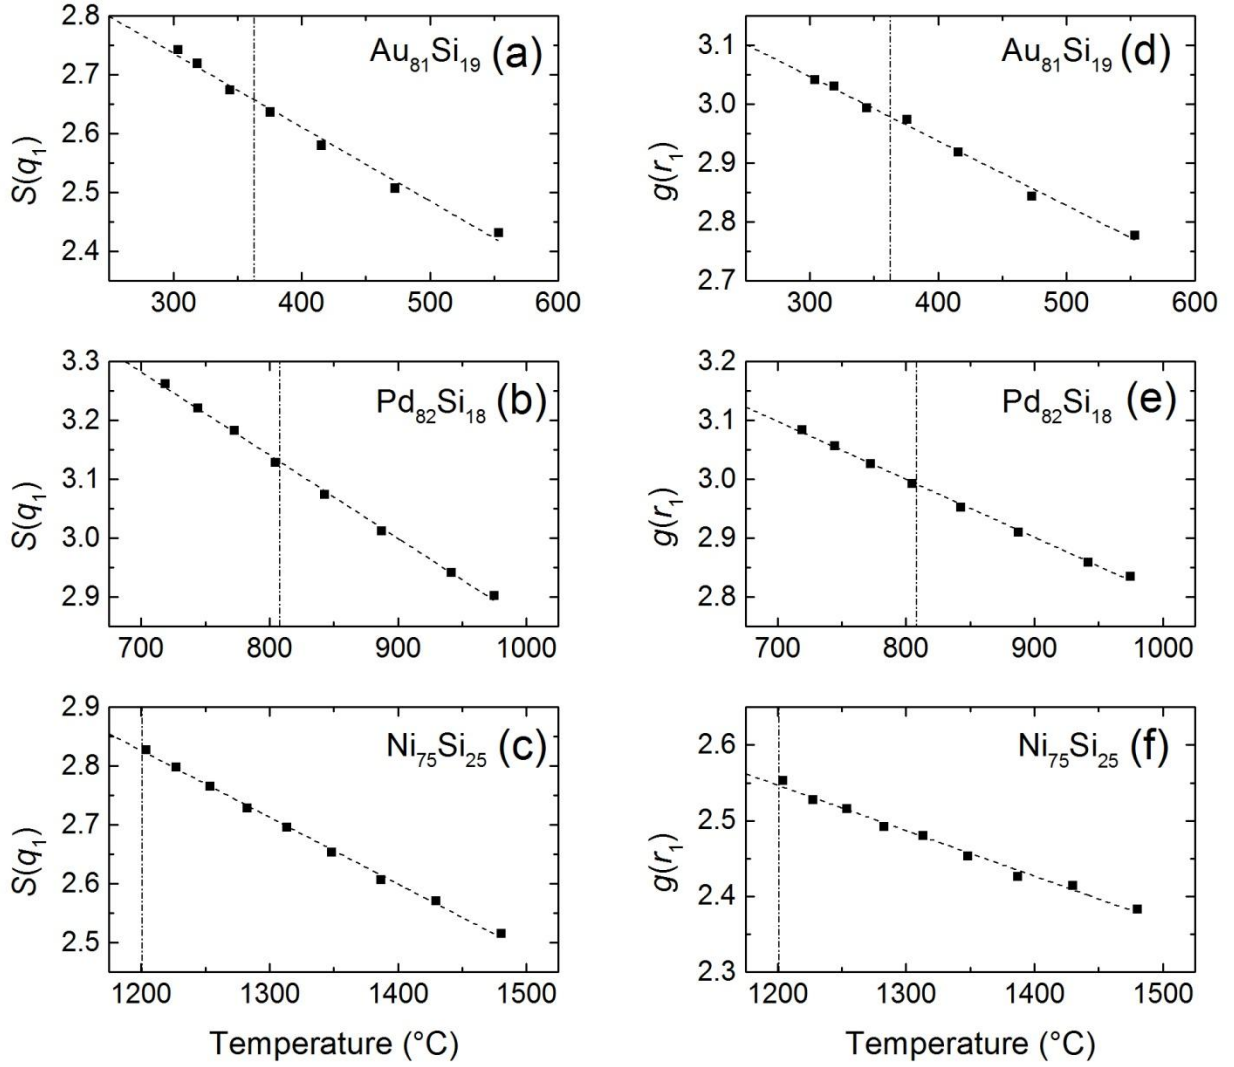 2.8
2.7
2.6
2.5
2.4
S(q₁)
Au₈₁Si₁₉ (a)
300 400 500 600
3.1
3.0
2.9
2.8
2.7
g(r₁)
Au₈₁Si₁₉ (d)
300 400 500 600
3.3
3.2
3.1
3.0
2.9
S(q₁)
Pd₈₂Si₁₈ (b)
700 800 900 1000
3.2
3.1
3.0
2.9
2.8
g(r₁)
Pd₈₂Si₁₈ (e)
700 800 900 1000
2.9
2.8
2.7
2.6
2.5
S(q₁)
Ni₇₅Si₂₅ (c)
1200 1300 1400 1500
Temperature (°C)
2.6
2.5
2.4
2.3
g(r₁)
Ni₇₅Si₂₅ (f)
1200 1300 1400 1500
Temperature (°C)